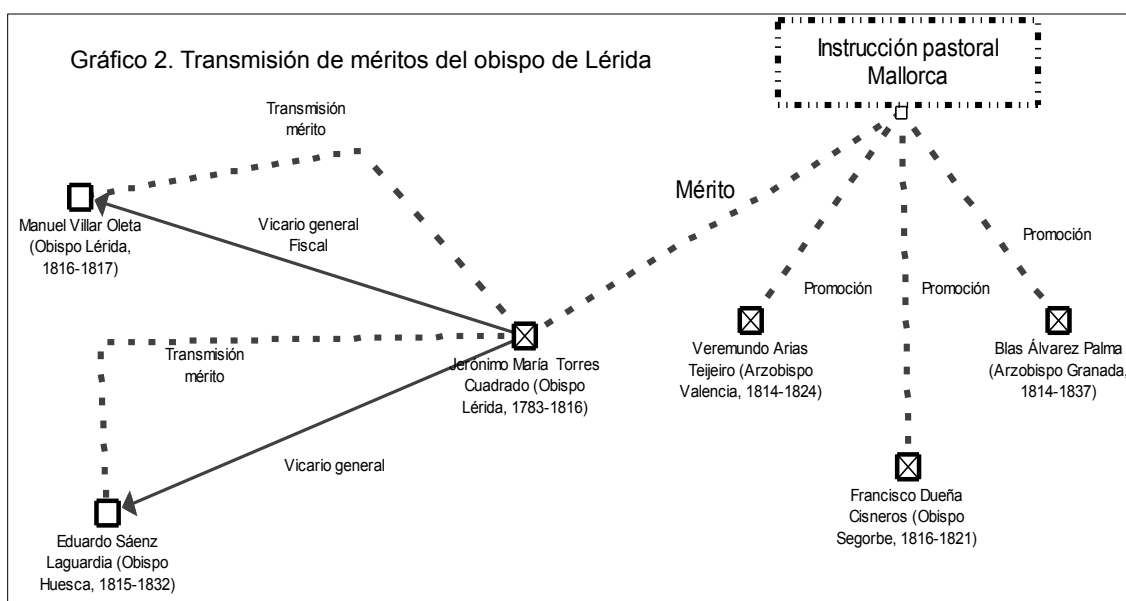 Gráfico 2. Transmisión de méritos del obispo de Lérida
Instrucción pastoral
Mallorca
Transmisión
mérito
Mérito
Manuel Villar Oleta
(Obispo Lérida,
1816-1817)
Vicario general
Fiscal
Promoción
Promoción
Promoción
Transmisión
mérito
Jerónimo María Torres
Cuadrado (Obispo
Lérida, 1783-1816)
Veremundo Arias
Teijeiro (Arzobispo
Valencia, 1814-1824)
Blas Álvarez Palma
(Arzobispo Granada,
1814-1837)
Vicario general
Francisco Dueña
Cisneros (Obispo
Segorbe, 1816-1821)
Eduardo Sáenz
Laguardia (Obispo
Huesca, 1815-1832)